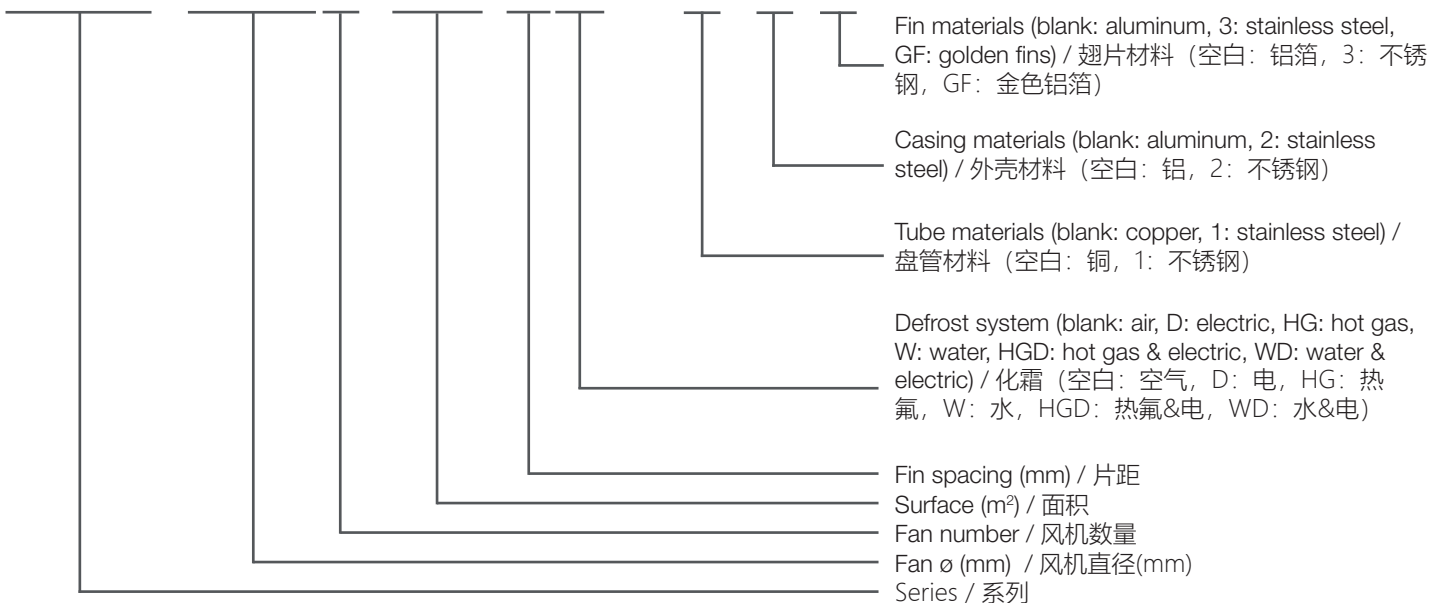 Fin materials (blank: aluminum, 3: stainless steel,
GF: golden fins) / 翅片材料（空白：铝箔，3：不锈
钢，GF：金色铝箔）
Casing materials (blank: aluminum, 2: stainless
steel) / 外壳材料（空白：铝，2：不锈钢）
Tube materials (blank: copper, 1: stainless steel) /
盘管材料（空白：铜，1：不锈钢）
Defrost system (blank: air, D: electric, HG: hot gas,
W: water, HGD: hot gas & electric, WD: water &
electric) / 化霜（空白：空气，D：电，HG：热
氟，W：水，HGD：热氟&电，WD：水&电）
Fin spacing (mm) / 片距
Surface (m²) / 面积
Fan number / 风机数量
Fan ø (mm) / 风机直径(mm)
Series / 系列